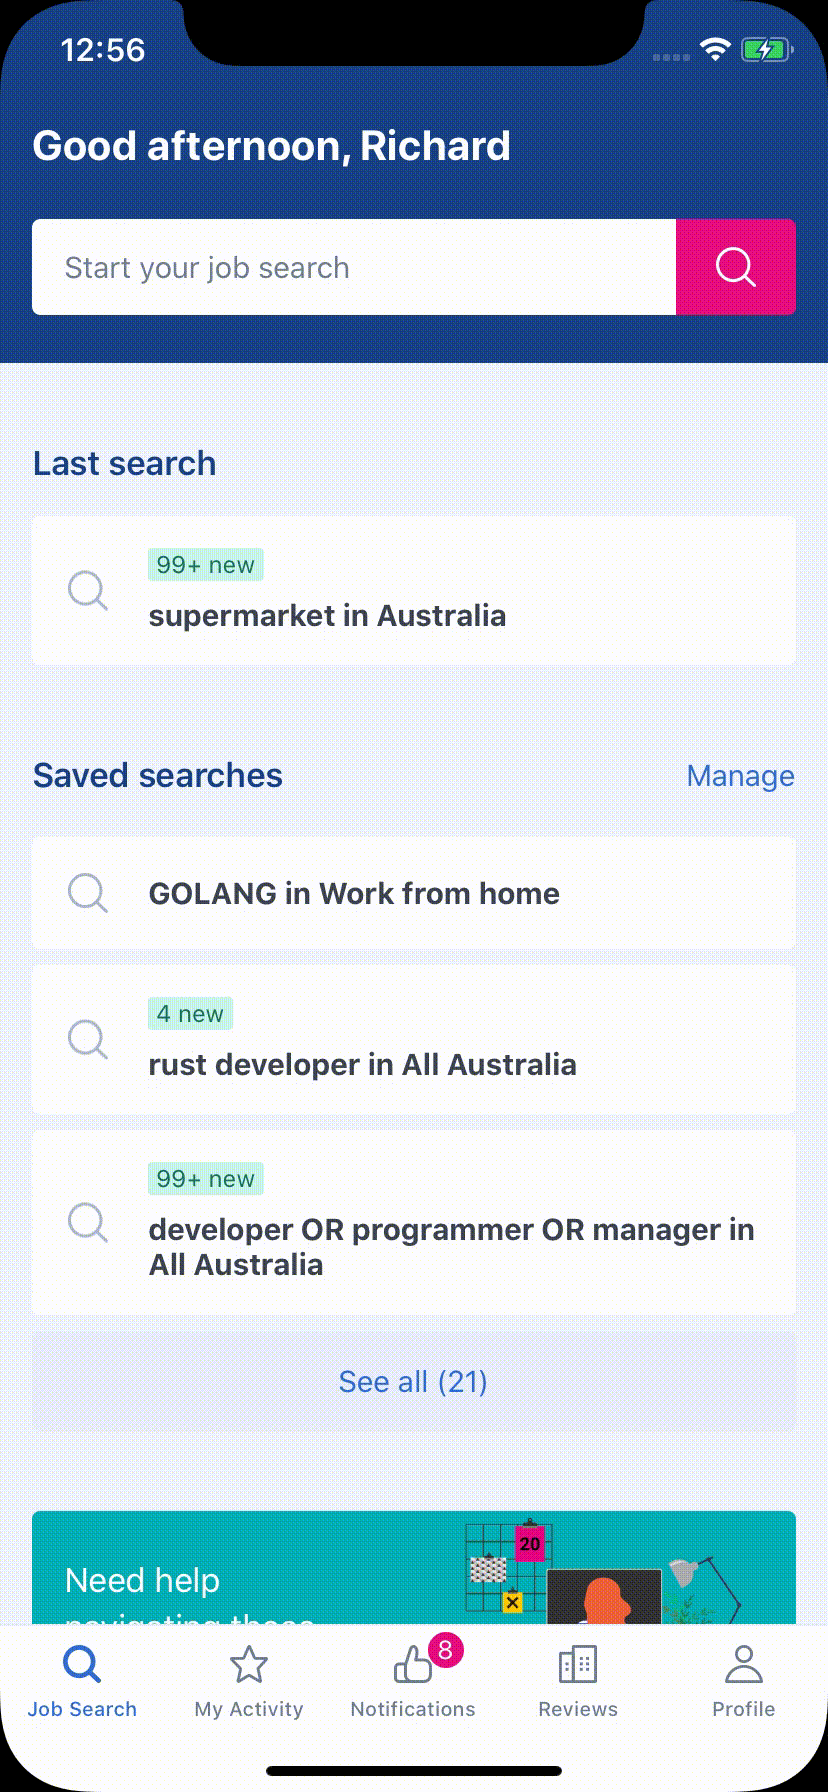 12:56
Good afternoon, Richard
Start your job search
Last search
99+ new
supermarket in Australia
Saved searches
Manage
GOLANG in Work from home
4 new
rust developer in All Australia
99+ new
developer OR programmer OR manager in
All Australia
See all (21)
20
Need help
navigating these
8
Job Search
My Activity
Notifications
Reviews
Profile